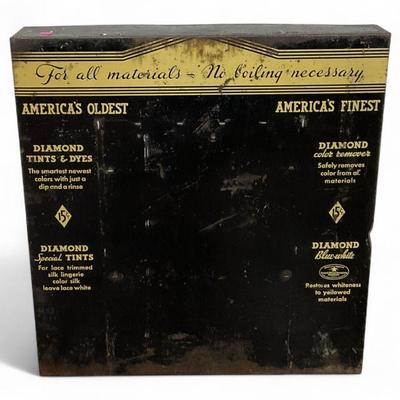 For all materials - No boiling necessary
AMERICA'S OLDEST
AMERICA'S FINEST
DIAMOND
TINTS & DYES
The smartest newest
colors with just a
dip and a rinse
15¢
DIAMOND
Special TINTS
For lace trimmed
silk lingerie
color silk
leave lace white
DIAMOND
color remover
Safely removes
color from all
materials
15¢
DIAMOND
Blue-white
Restores whiteness
to yellowed
materials